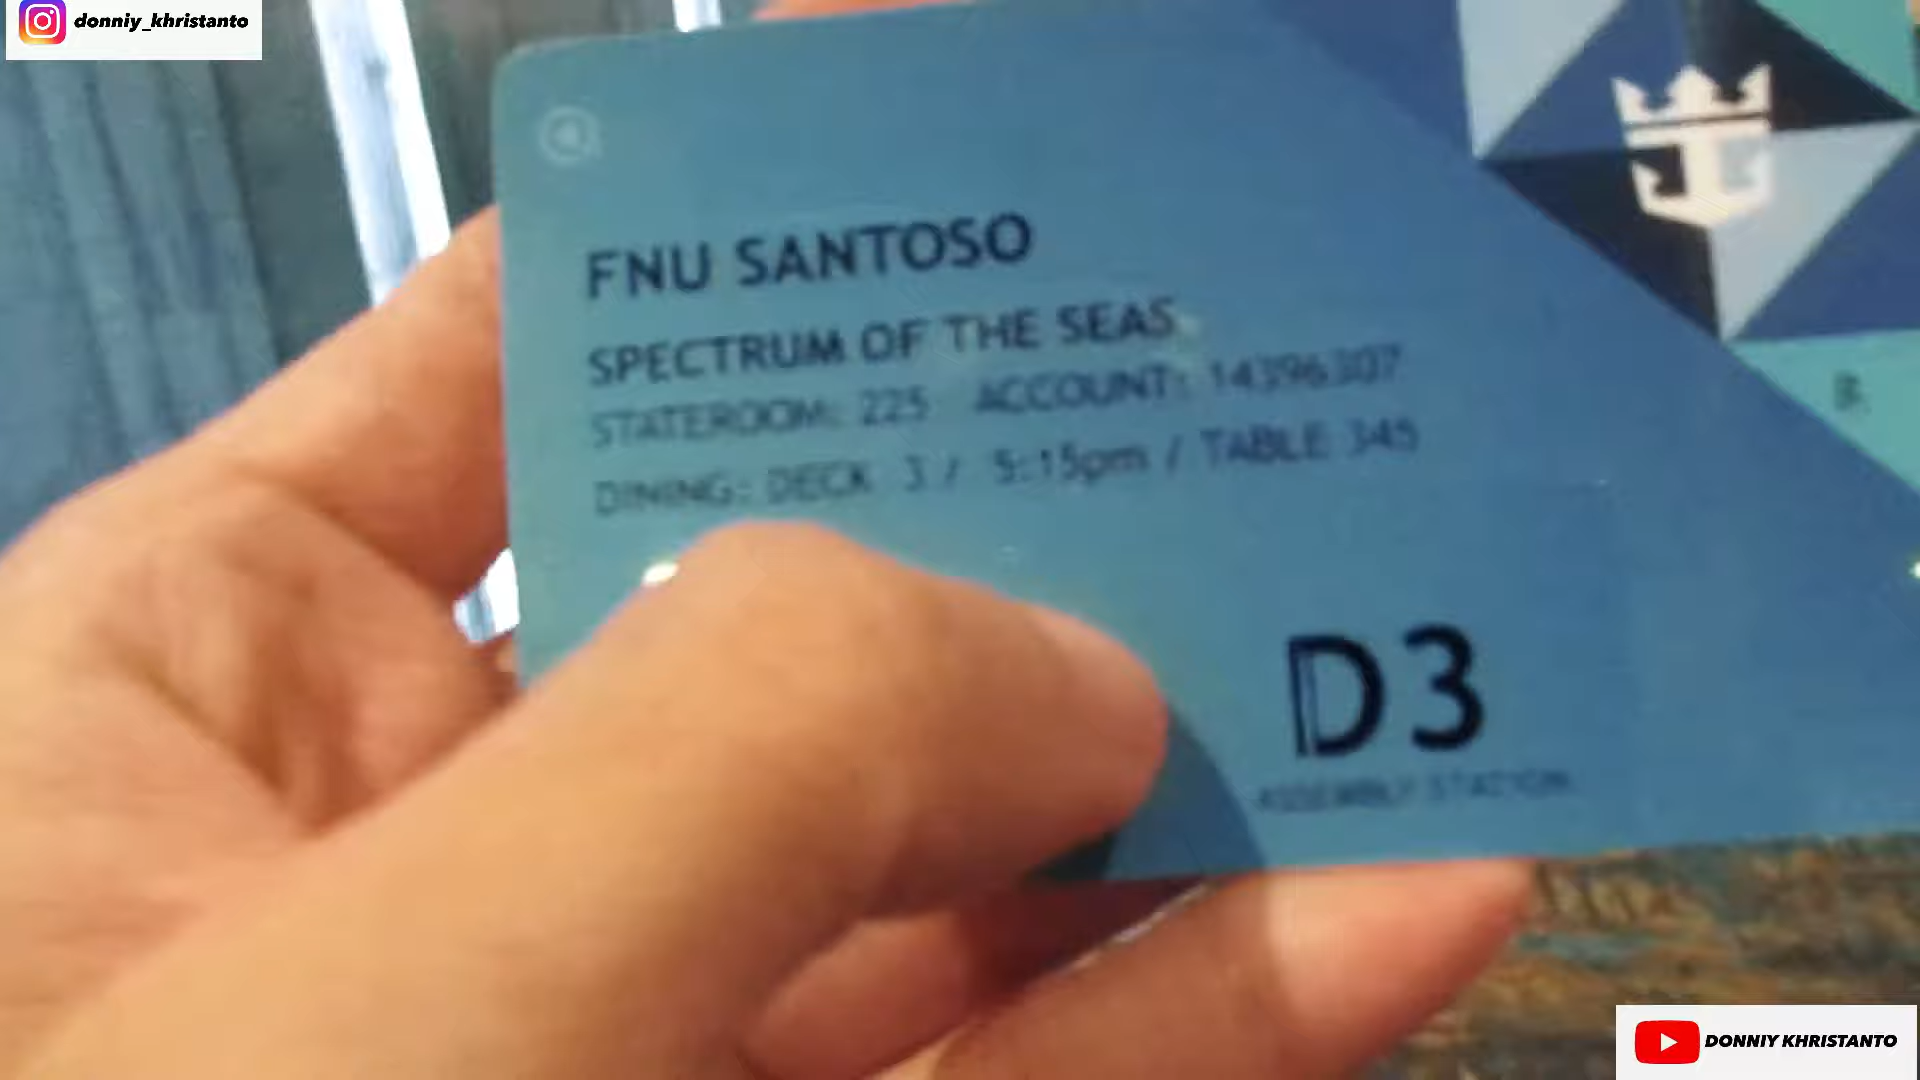 donniy_khristanto
FNU SANTOSO
SPECTRUM OF THE SEAS
STATEROOM: 225 ACCOUNT: 14396307
DINING: DECK 3 / 5:15pm / TABLE 345
D3
ASSEMBLY STATION
DONNIY KHRISTANTO